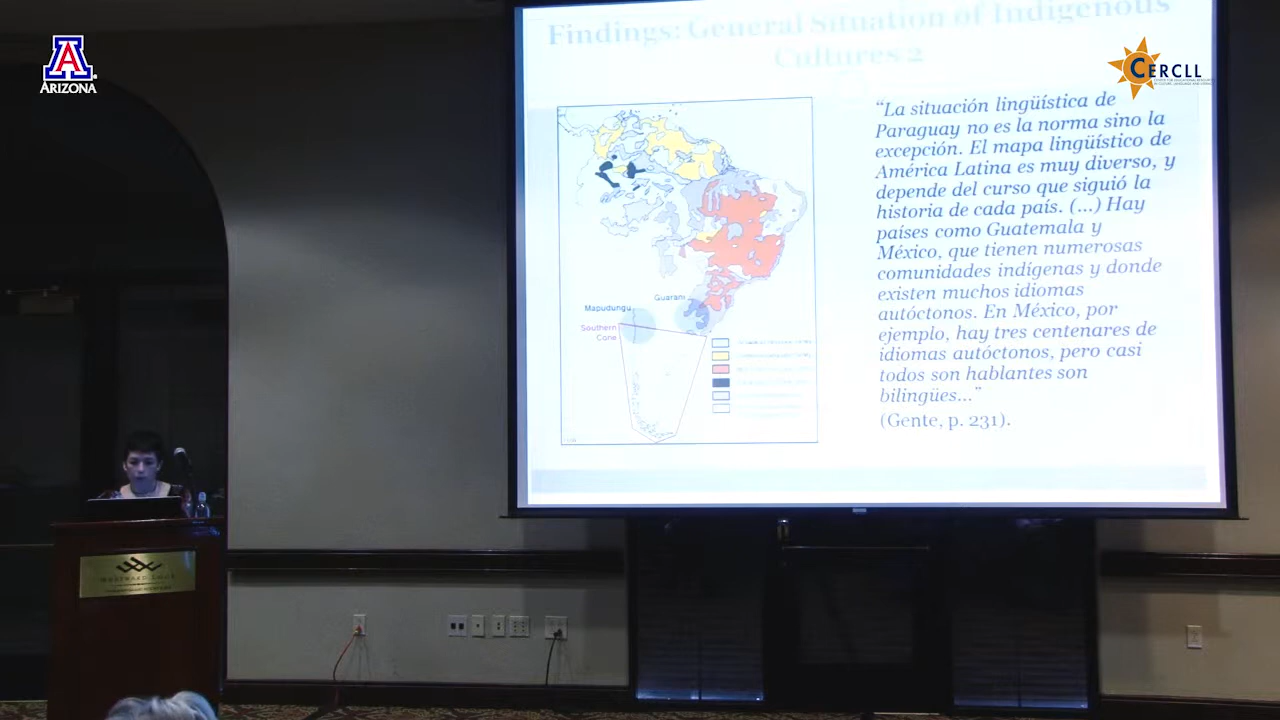 Findings: General Situation of Indigenous
Cultures 2
A
ARIZONA
CERCLL
“La situación lingüística de
Paraguay no es la norma sino la
excepción. El mapa lingüístico de
América Latina es muy diverso, y
depende del curso que siguió la
historia de cada país. (...) Hay
países como Guatemala y
México, que tienen numerosas
comunidades indígenas y donde
existen muchos idiomas
autóctonos. En México, por
ejemplo, hay tres centenares de
idiomas autóctonos, pero casi
todos son hablantes son
bilingües...”
(Gente, p. 231).
Guarani
Mapudungu
Southern
Cone
WESTWARD LOOK